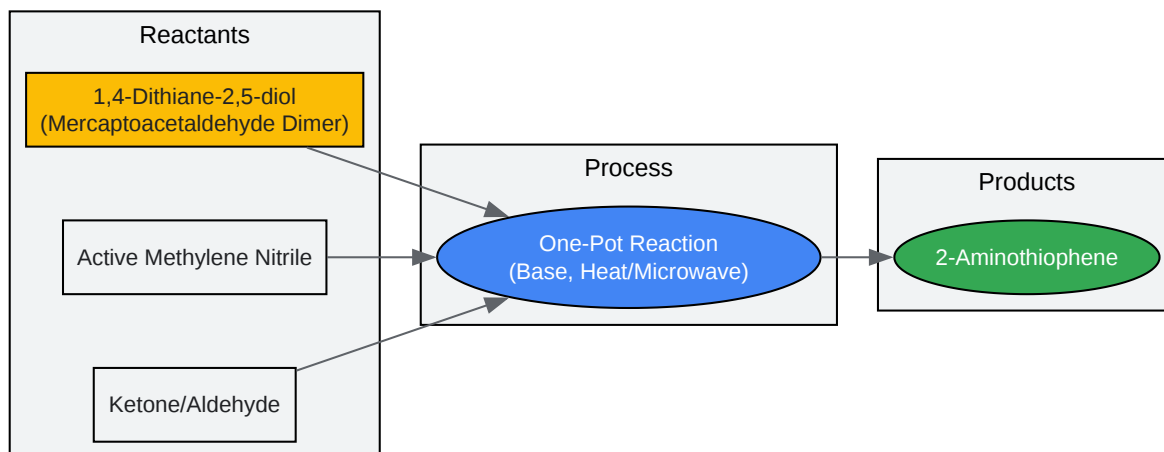 Reactants
1,4-Dithiane-2,5-diol
(Mercaptoacetaldehyde Dimer)
Active Methylene Nitrile
Ketone/Aldehyde
Process
One-Pot Reaction
(Base, Heat/Microwave)
Products
2-Aminothiophene